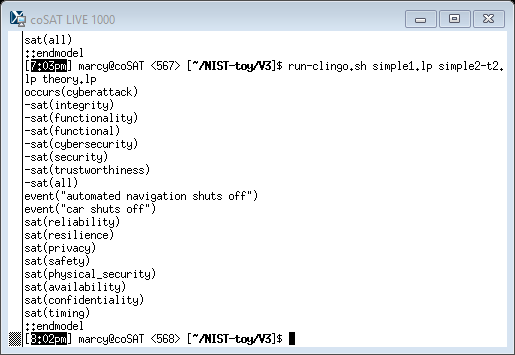 coSAT LIVE 1000
sat(all)
::endmodel
[7:03pm] marcy@coSAT <567> [~/NIST-toy/V3]$ run-clingo.sh simple1.lp simple2-t2.
lp theory.lp
occurs(cyberattack)
-sat(integrity)
-sat(functionality)
-sat(functional)
-sat(cybersecurity)
-sat(security)
-sat(trustworthiness)
-sat(all)
event("automated navigation shuts off")
event("car shuts off")
sat(reliability)
sat(resilience)
sat(privacy)
sat(safety)
sat(physical_security)
sat(availability)
sat(confidentiality)
sat(timing)
::endmodel
[8:02pm] marcy@coSAT <568> [~/NIST-toy/V3]$